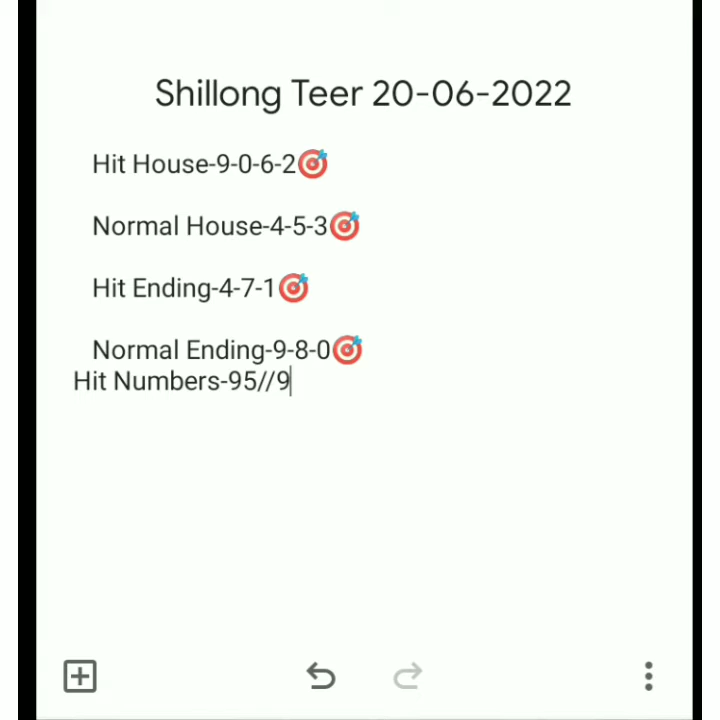 Shillong Teer 20-06-2022
Hit House-9-0-6-2🎯
Normal House-4-5-3🎯
Hit Ending-4-7-1🎯
Normal Ending-9-8-0🎯
Hit Numbers-95//9